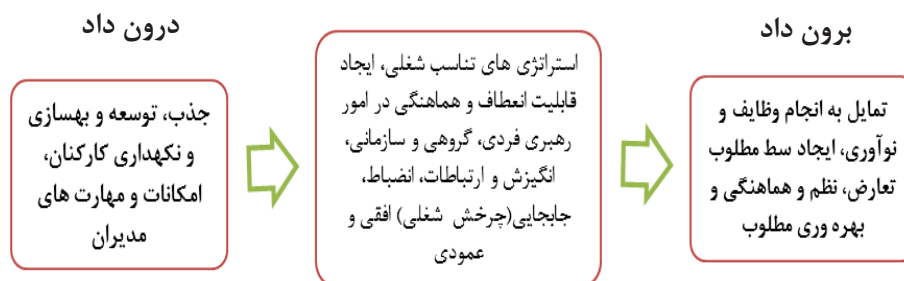 درون داد
جذب، توسعه و بهسازی
و نگهداری کارکنان،
امکانات و مهارت های
مدیران
استراتژی های تناسب شغلی، ایجاد
قابلیت انعطاف و هماهنگی در امور
رهبری فردی، گروهی و سازمانی،
انگیزش و ارتباطات، انضباط،
جابجایی(چرخش شغلی) افقی و
عمودی
برون داد
تمایل به انجام وظایف و
نوآوری، ایجاد سط مطلوب
تعارض، نظم و هماهنگی و
بهره وری مطلوب